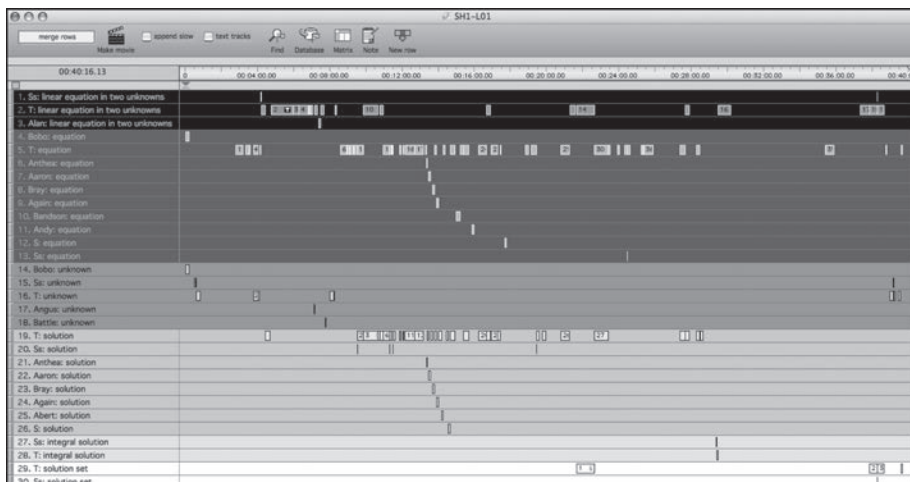 SH1-L01
merge rows
Make movie
append slow
text tracks
Find
Database
Matrix
Note
New row
00:40:16.13
0 00:04:00.00 00:08:00.00 00:12:00.00 00:16:00.00 00:20:00.00 00:24:00.00 00:28:00.00 00:32:00.00 00:36:00.00 00:40:
1. Ss: linear equation in two unknowns
2. T: linear equation in two unknowns
3. Alan: linear equation in two unknowns
4. Bobo: equation
5. T: equation
6. Anthea: equation
7. Aaron: equation
8. Bray: equation
9. Again: equation
10. Bandson: equation
11. Andy: equation
12. S: equation
13. Ss: equation
14. Bobo: unknown
15. Ss: unknown
16. T: unknown
17. Angus: unknown
18. Battle: unknown
19. T: solution
20. Ss: solution
21. Anthea: solution
22. Aaron: solution
23. Bray: solution
24. Again: solution
25. Abert: solution
26. S: solution
27. Ss: integral solution
28. T: integral solution
29. T: solution set
30. Ss: solution set